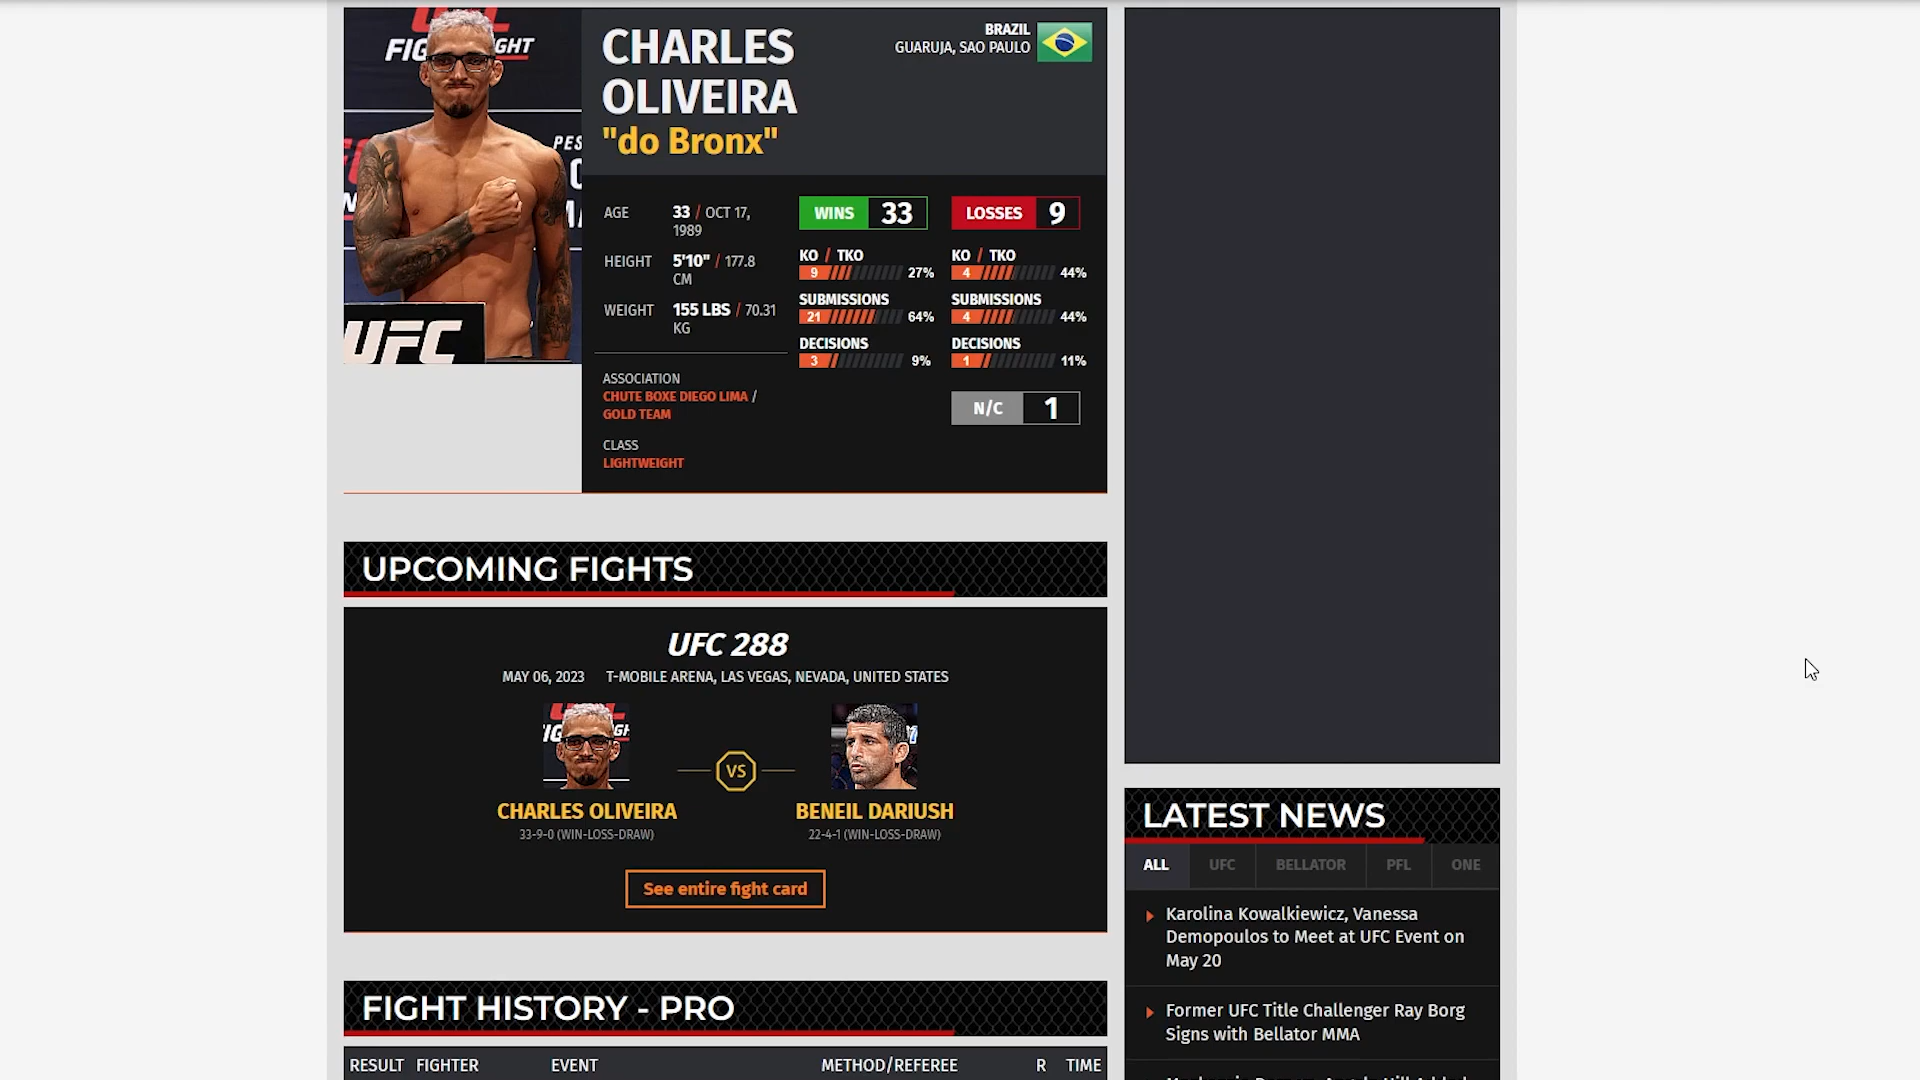 CHARLES
OLIVEIRA
"do Bronx"
BRAZIL
GUARUJA, SAO PAULO
AGE 33 / OCT 17,
1989
HEIGHT 5'10" / 177.8
CM
WEIGHT 155 LBS / 70.31
KG
ASSOCIATION
CHUTE BOXE DIEGO LIMA /
GOLD TEAM
CLASS
LIGHTWEIGHT
WINS 33
KO / TKO
9 27%
SUBMISSIONS
21 64%
DECISIONS
3 9%
LOSSES 9
KO / TKO
4 44%
SUBMISSIONS
4 44%
DECISIONS
1 11%
N/C 1
UFC
UPCOMING FIGHTS
UFC 288
MAY 06, 2023 T-MOBILE ARENA, LAS VEGAS, NEVADA, UNITED STATES
VS
CHARLES OLIVEIRA
33-9-0 (WIN-LOSS-DRAW)
BENEIL DARIUSH
22-4-1 (WIN-LOSS-DRAW)
See entire fight card
FIGHT HISTORY - PRO
RESULT FIGHTER EVENT METHOD/REFEREE R TIME
LATEST NEWS
ALL UFC BELLATOR PFL ONE
Karolina Kowalkiewicz, Vanessa
Demopoulos to Meet at UFC Event on
May 20
Former UFC Title Challenger Ray Borg
Signs with Bellator MMA